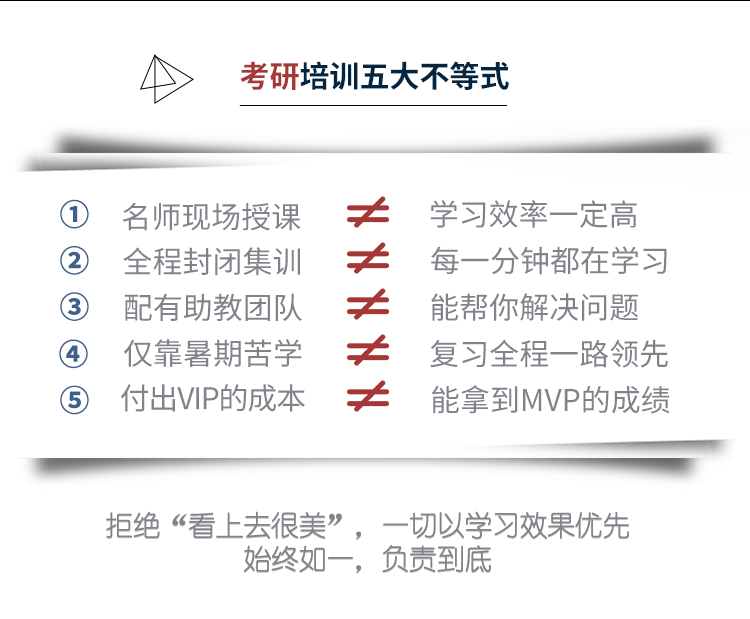 考研培训五大不等式
① 名师现场授课 ≠ 学习效率一定高
② 全程封闭集训 ≠ 每一分钟都在学习
③ 配有助教团队 ≠ 能帮你解决问题
④ 仅靠暑期苦学 ≠ 复习全程一路领先
⑤ 付出VIP的成本 ≠ 能拿到MVP的成绩
拒绝“看上去很美”，一切以学习效果优先
始终如一，负责到底